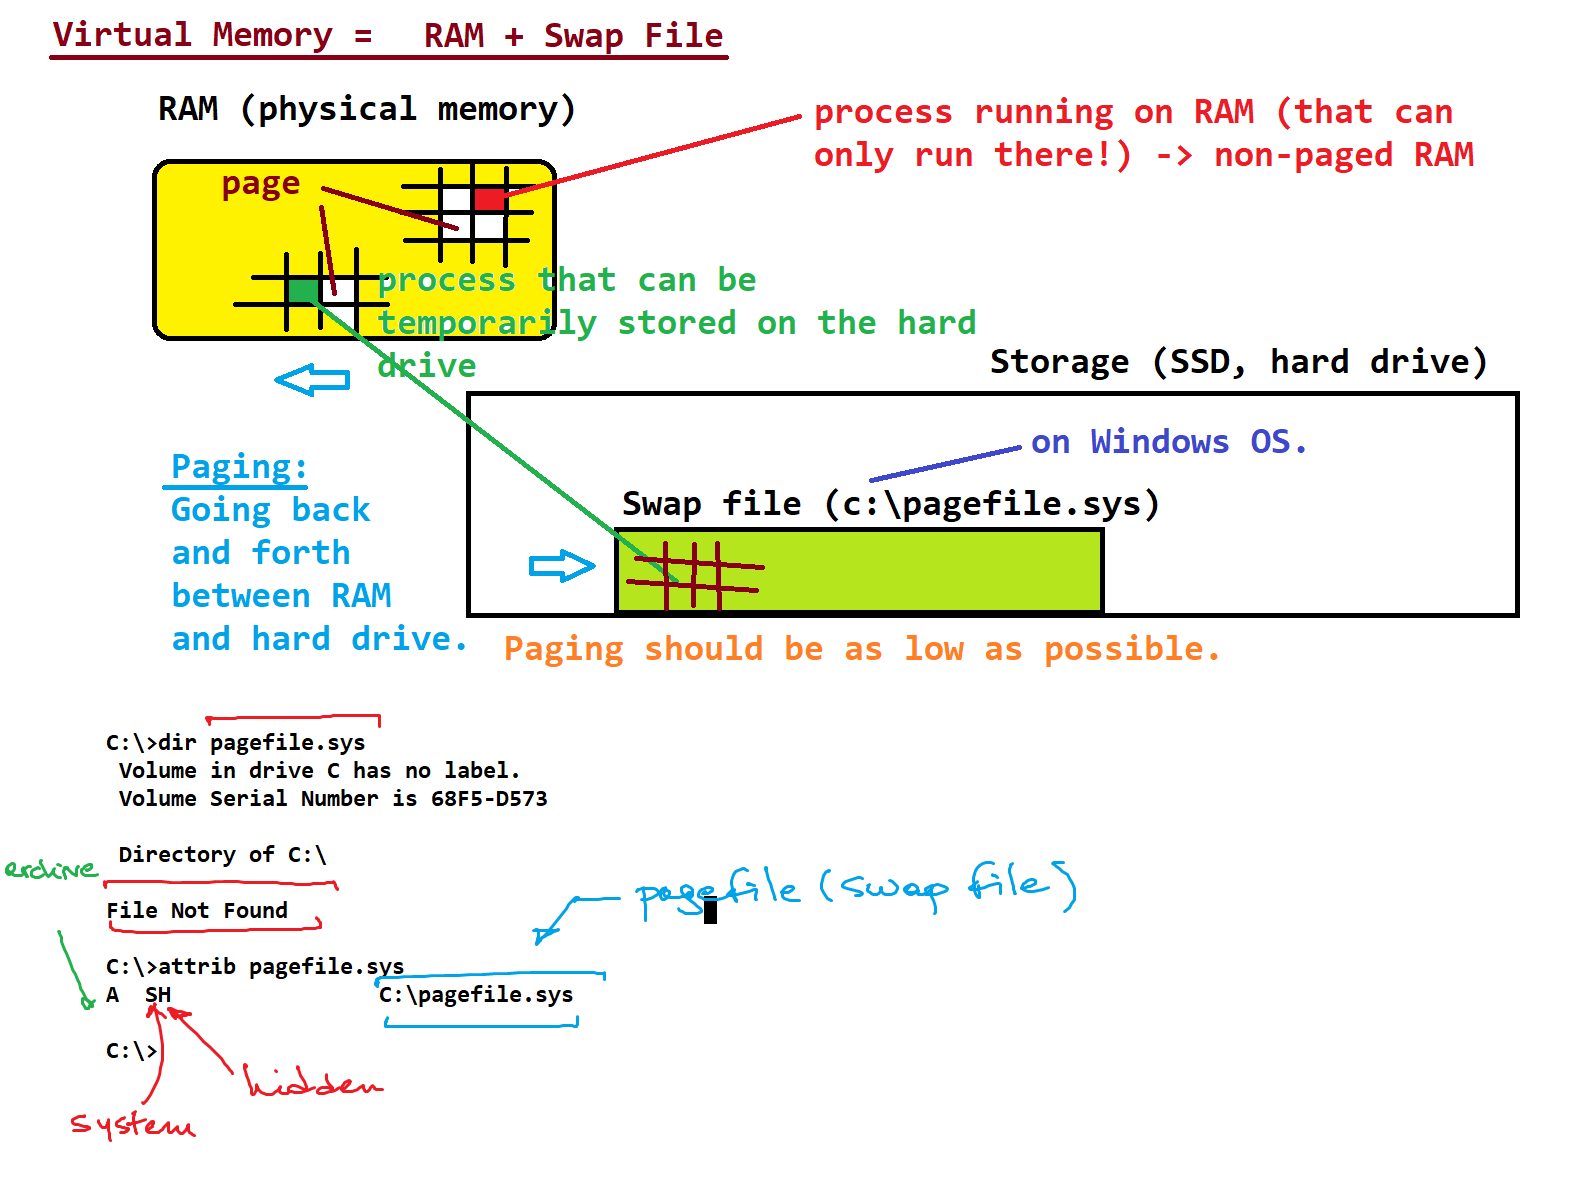 Virtual Memory = RAM + Swap File
RAM (physical memory)
process running on RAM (that can
only run there!) -> non-paged RAM
page
process that can be
temporarily stored on the hard
drive
Storage (SSD, hard drive)
on Windows OS.
Swap file (c:\pagefile.sys)
Paging:
Going back
and forth
between RAM
and hard drive.
Paging should be as low as possible.
C:\>dir pagefile.sys
Volume in drive C has no label.
Volume Serial Number is 68F5-D573
Directory of C:\
archive
File Not Found
pagefile (swap file)
C:\>attrib pagefile.sys
A  SH                C:\pagefile.sys
C:\>
hidden
system